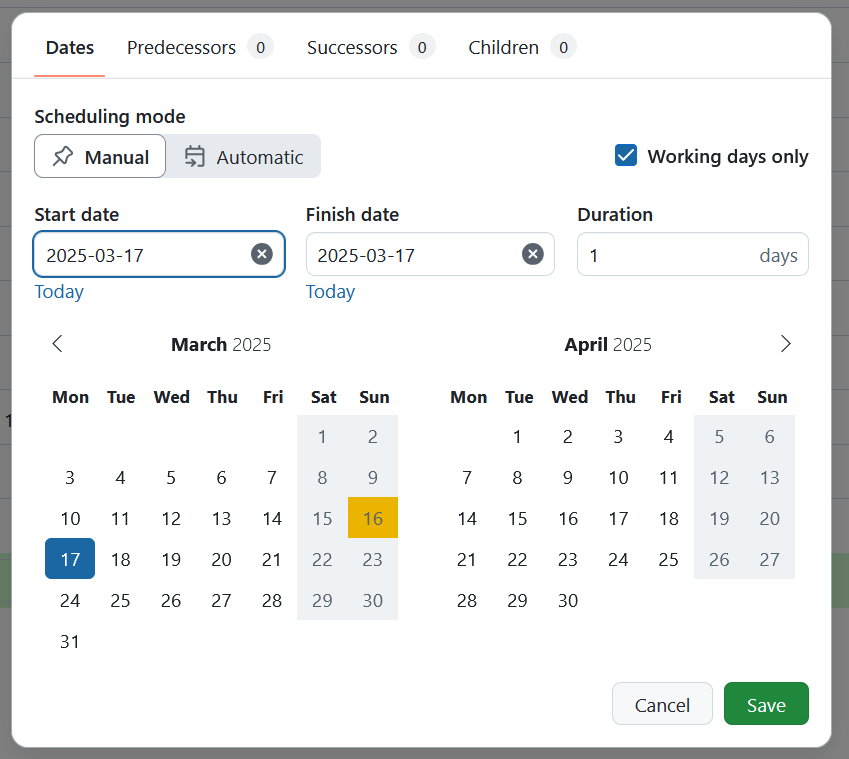 Dates Predecessors 0 Successors 0 Children 0
Scheduling mode
Manual Automatic Working days only
Start date Finish date Duration
2025-03-17 2025-03-17 1 days
Today Today
March 2025 April 2025
Mon Tue Wed Thu Fri Sat Sun Mon Tue Wed Thu Fri Sat Sun
1 2 1 2 3 4 5 6
3 4 5 6 7 8 9 7 8 9 10 11 12 13
1
10 11 12 13 14 15 16 14 15 16 17 18 19 20
17 18 19 20 21 22 23 21 22 23 24 25 26 27
24 25 26 27 28 29 30 28 29 30
31
Cancel Save